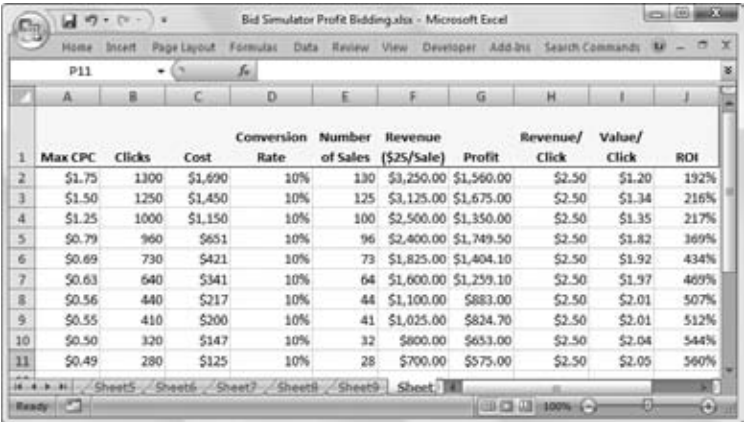 Bid Simulator Profit Bidding.xlsx - Microsoft Excel
Home Insert Page Layout Formulas Data Review View Developer Add-Ins Search Commands
P11 fx
A B C D E F G H I J
Conversion Number Revenue Revenue/ Value/
1 Max CPC Clicks Cost Rate of Sales ($25/Sale) Profit Click Click ROI
2 $1.75 1300 $1,690 10% 130 $3,250.00 $1,560.00 $2.50 $1.20 192%
3 $1.50 1250 $1,450 10% 125 $3,125.00 $1,675.00 $2.50 $1.34 216%
4 $1.25 1000 $1,150 10% 100 $2,500.00 $1,350.00 $2.50 $1.35 217%
5 $0.79 960 $651 10% 96 $2,400.00 $1,749.50 $2.50 $1.82 369%
6 $0.69 730 $421 10% 73 $1,825.00 $1,404.10 $2.50 $1.92 434%
7 $0.63 640 $341 10% 64 $1,600.00 $1,259.10 $2.50 $1.97 469%
8 $0.56 440 $217 10% 44 $1,100.00 $883.00 $2.50 $2.01 507%
9 $0.55 410 $200 10% 41 $1,025.00 $824.70 $2.50 $2.01 512%
10 $0.50 320 $147 10% 32 $800.00 $653.00 $2.50 $2.04 544%
11 $0.49 280 $125 10% 28 $700.00 $575.00 $2.50 $2.05 560%
Sheet5 Sheet6 Sheet7 Sheet8 Sheet9 Sheet
Ready 100%